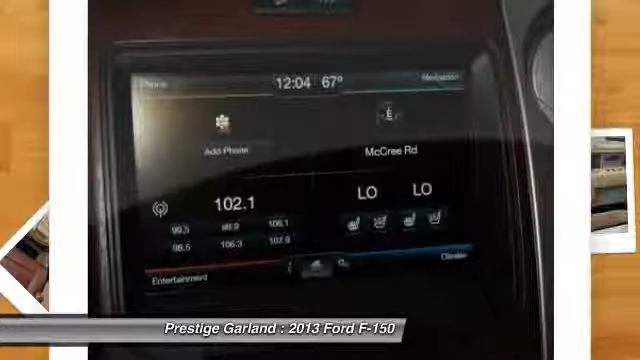 Phone
12:04 67°
Navigation
E
Add Phone
McCree Rd
102.1
LO LO
99.5 98.9 106.1
98.5 106.3 107.9
Entertainment
Climate
Prestige Garland : 2013 Ford F-150